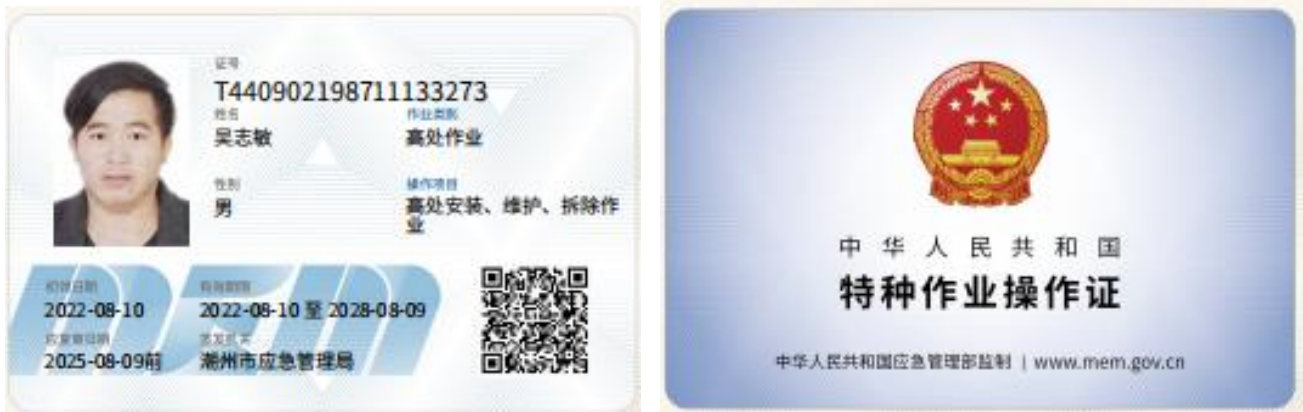 证号
T440902198711133273
姓名
作业类别
吴志敏
高处作业
性别
操作项目
男
高处安装、维护、拆除作
业
初领日期
有效期限
2022-08-10
2022-08-10 至 2028-08-09
应复审日期
签发机关
2025-08-09前
潮州市应急管理局
中华人民共和国
特种作业操作证
中华人民共和国应急管理部监制 | www.mem.gov.cn